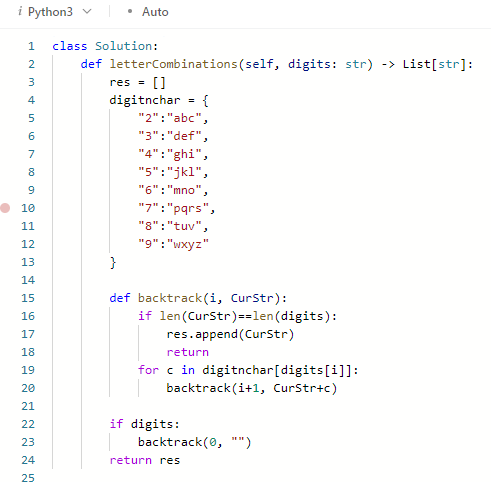 i Python3 • Auto
1 class Solution:
2     def letterCombinations(self, digits: str) -> List[str]:
3         res = []
4         digitnchar = {
5             "2":"abc",
6             "3":"def",
7             "4":"ghi",
8             "5":"jkl",
9             "6":"mno",
10             "7":"pqrs",
11             "8":"tuv",
12             "9":"wxyz"
13         }
14
15         def backtrack(i, CurStr):
16             if len(CurStr)==len(digits):
17                 res.append(CurStr)
18                 return
19             for c in digitnchar[digits[i]]:
20                 backtrack(i+1, CurStr+c)
21
22         if digits:
23             backtrack(0, "")
24         return res
25